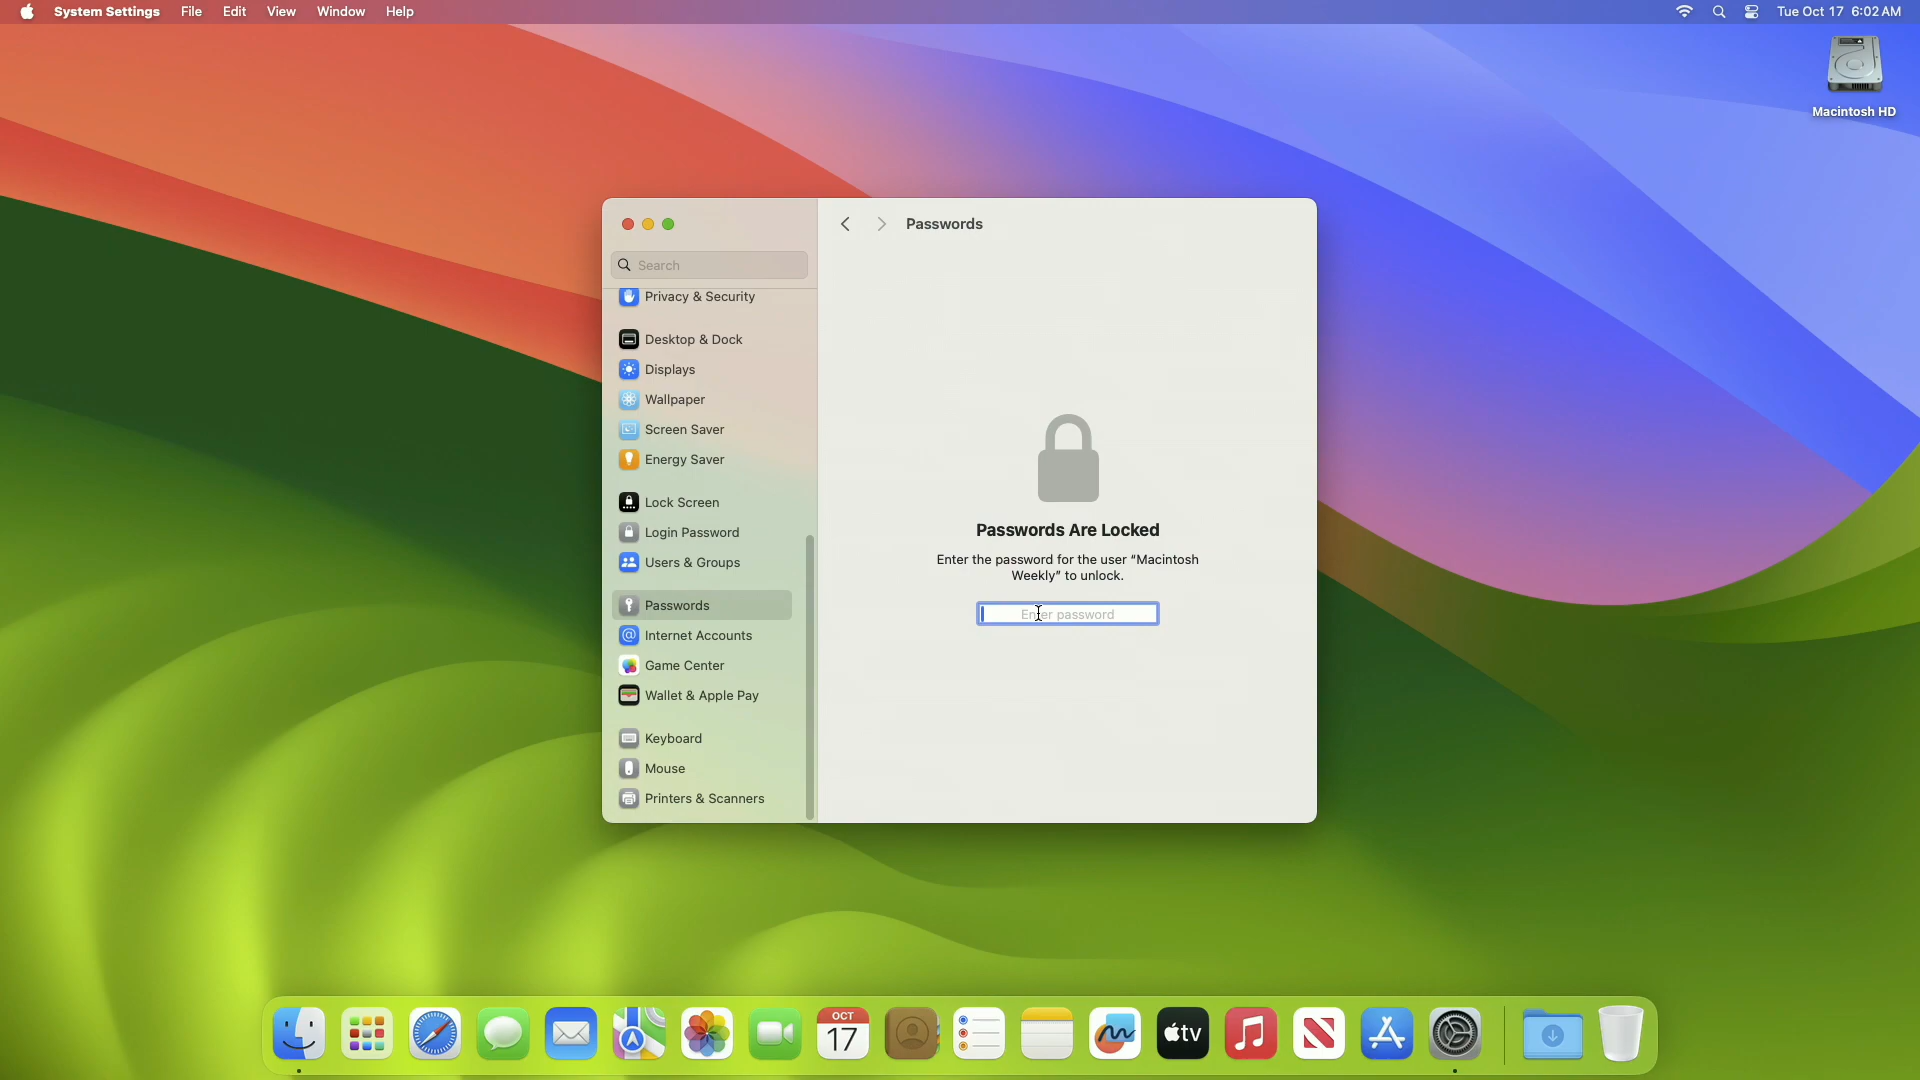 System Settings File Edit View Window Help Tue Oct 17 6:02 AM
Macintosh HD
Passwords
Search
Privacy & Security
Desktop & Dock
Displays
Wallpaper
Screen Saver
Energy Saver
Lock Screen
Login Password
Users & Groups
Passwords
Internet Accounts
Game Center
Wallet & Apple Pay
Keyboard
Mouse
Printers & Scanners
Passwords Are Locked
Enter the password for the user “Macintosh
Weekly” to unlock.
Enter password
OCT
17
tv